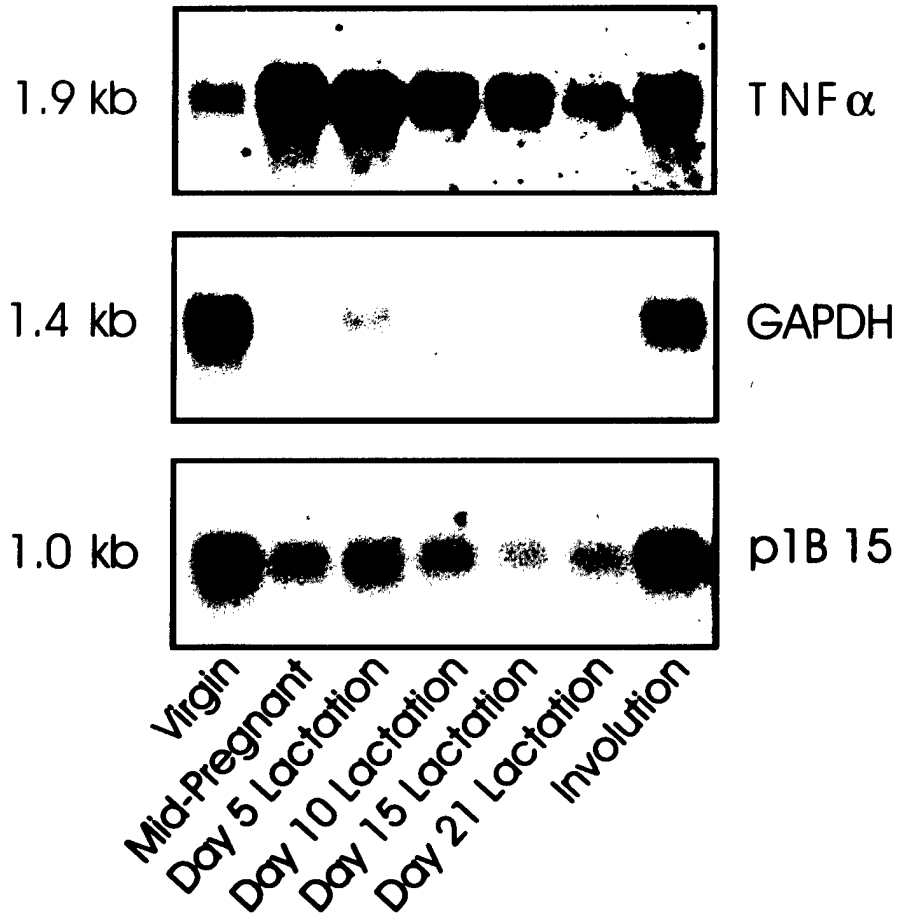 1.9 kb TNFα
1.4 kb GAPDH
1.0 kb p1B 15
Virgin
Mid-Pregnant
Day 5 Lactation
Day 10 Lactation
Day 15 Lactation
Day 21 Lactation
Involution